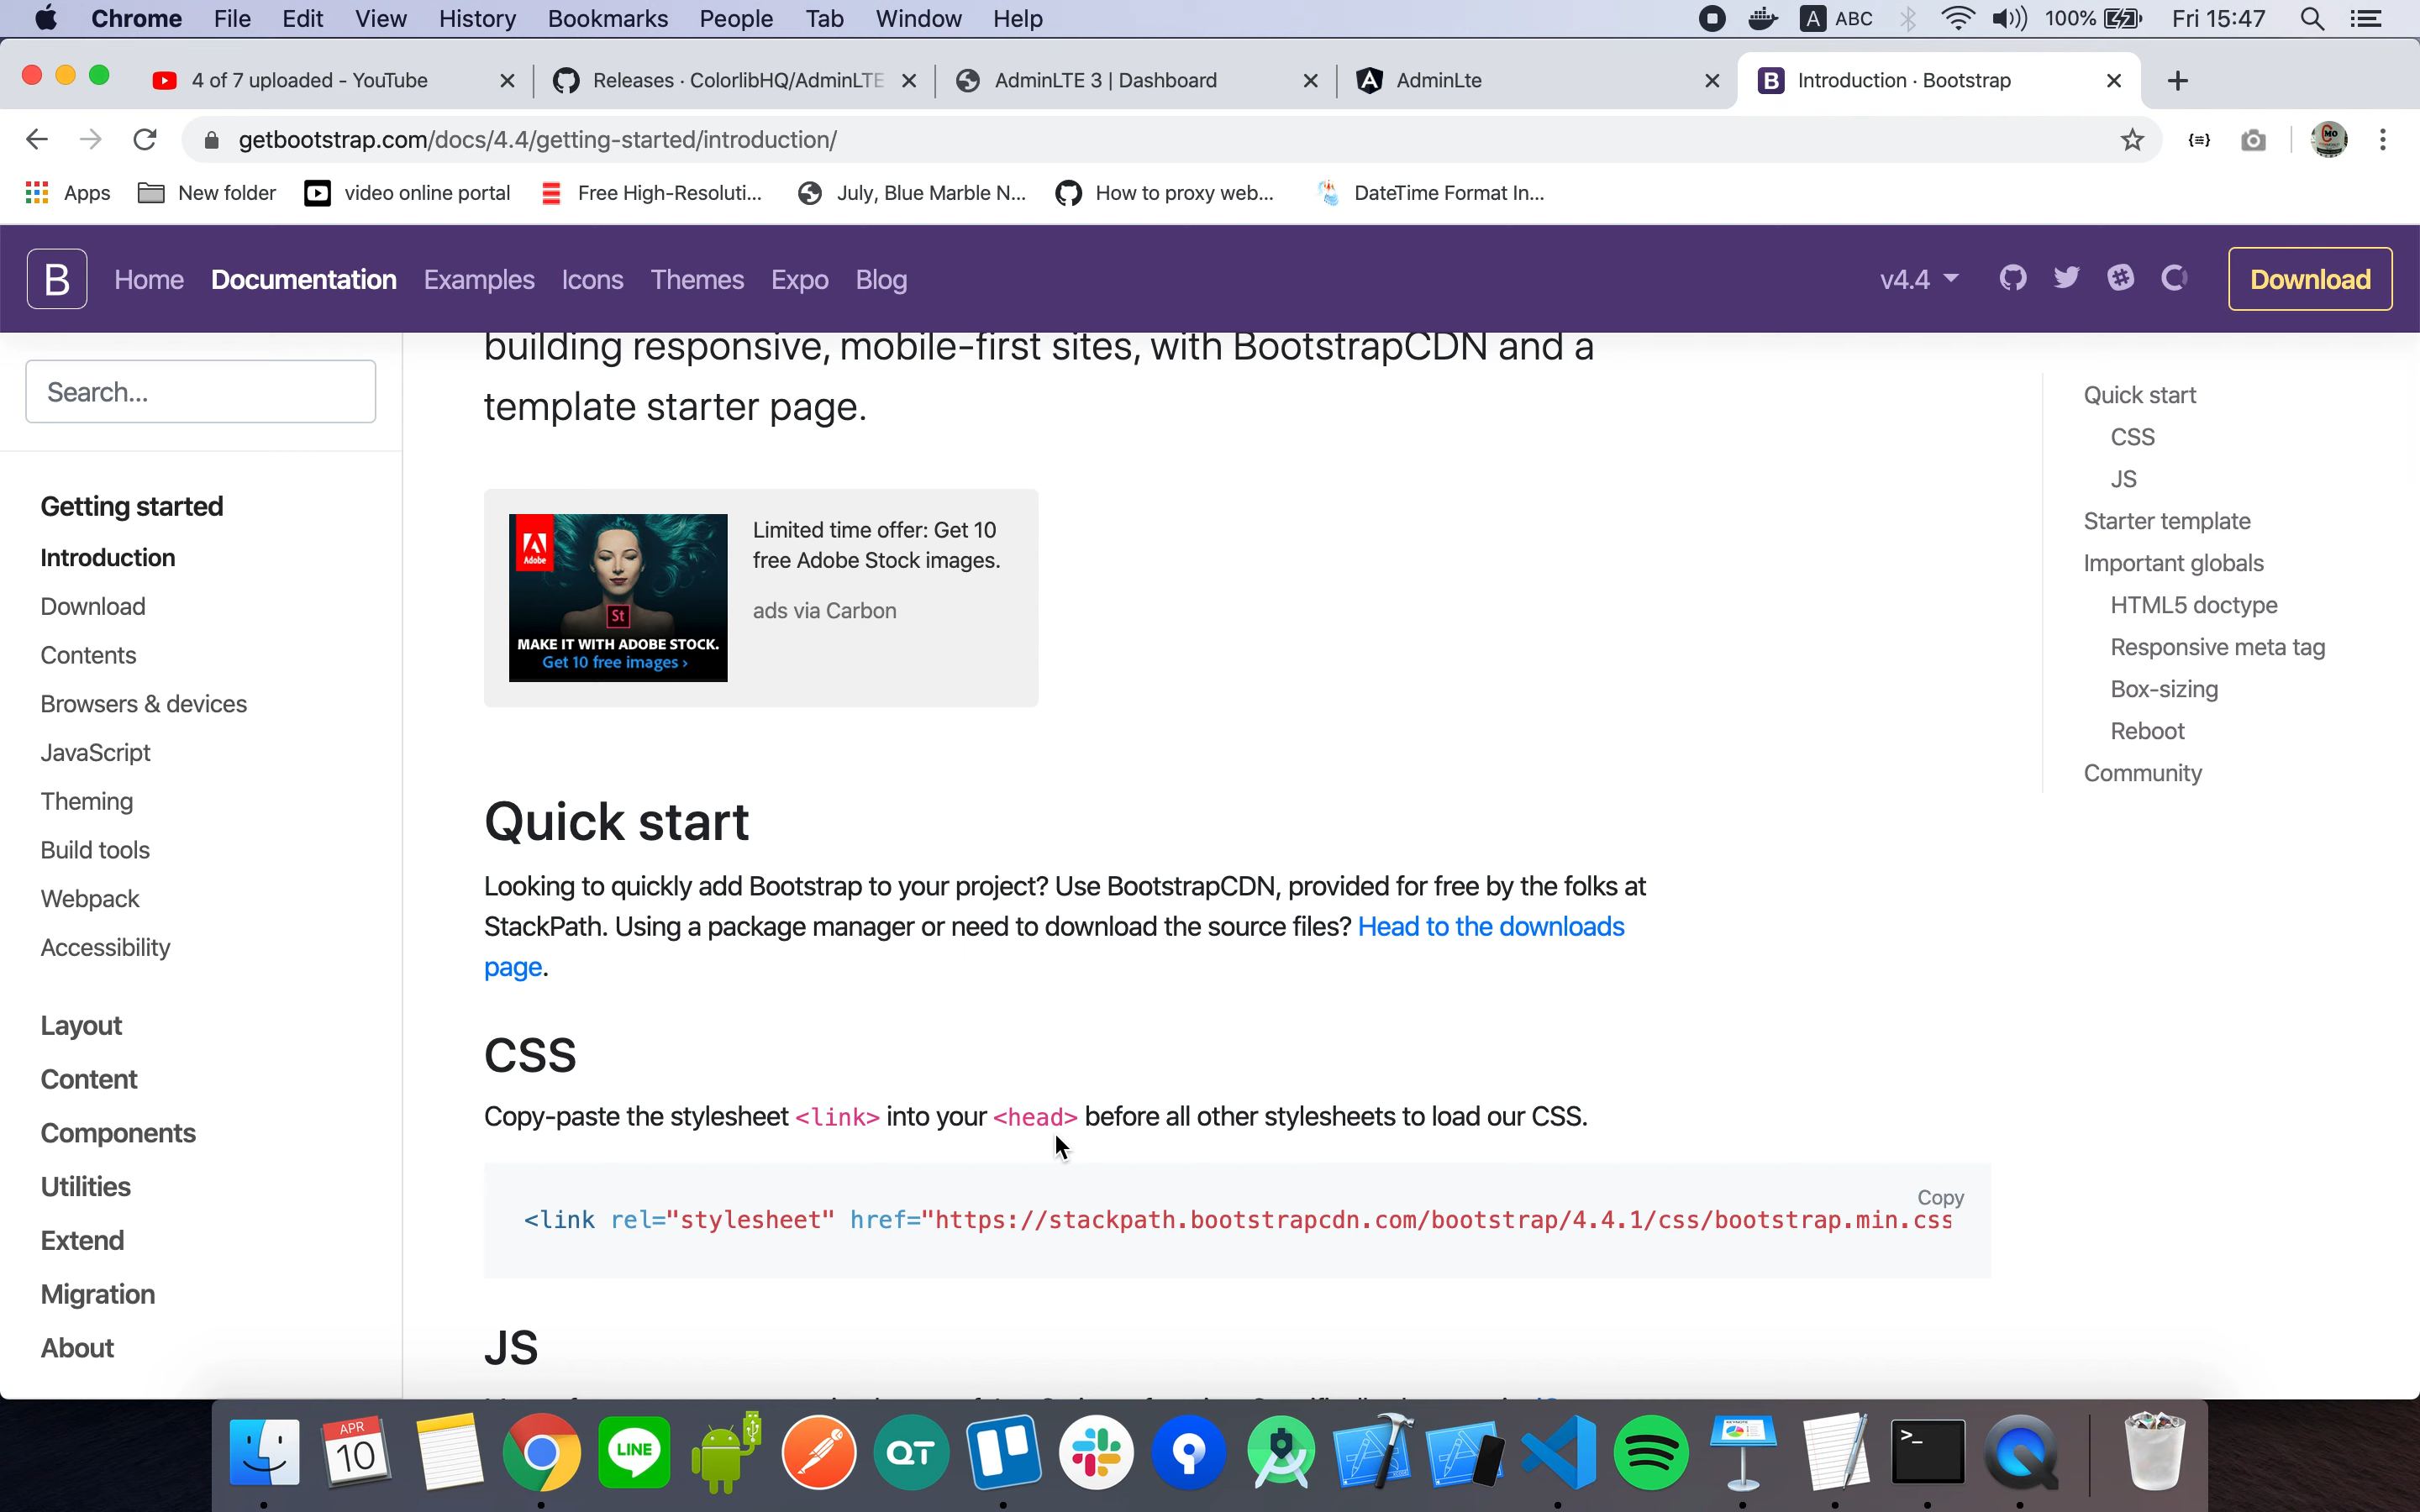 Chrome File Edit View History Bookmarks People Tab Window Help A ABC 100% Fri 15:47
4 of 7 uploaded - YouTube Releases · ColorlibHQ/AdminLTE AdminLTE 3 | Dashboard AdminLte B Introduction · Bootstrap
getbootstrap.com/docs/4.4/getting-started/introduction/
Apps New folder video online portal Free High-Resoluti... July, Blue Marble N... How to proxy web... DateTime Format In...
B Home Documentation Examples Icons Themes Expo Blog v4.4 Download
Search...
Getting started
Introduction
Download
Contents
Browsers & devices
JavaScript
Theming
Build tools
Webpack
Accessibility
Layout
Content
Components
Utilities
Extend
Migration
About
building responsive, mobile-first sites, with BootstrapCDN and a
template starter page.
Adobe
St
MAKE IT WITH ADOBE STOCK.
Get 10 free images ›
Limited time offer: Get 10
free Adobe Stock images.
ads via Carbon
Quick start
Looking to quickly add Bootstrap to your project? Use BootstrapCDN, provided for free by the folks at
StackPath. Using a package manager or need to download the source files? Head to the downloads
page.
CSS
Copy-paste the stylesheet <link> into your <head> before all other stylesheets to load our CSS.
Copy
<link rel="stylesheet" href="https://stackpath.bootstrapcdn.com/bootstrap/4.4.1/css/bootstrap.min.css
JS
Quick start
CSS
JS
Starter template
Important globals
HTML5 doctype
Responsive meta tag
Box-sizing
Reboot
Community
APR
10
LINE
QT
KEYNOTE
>_